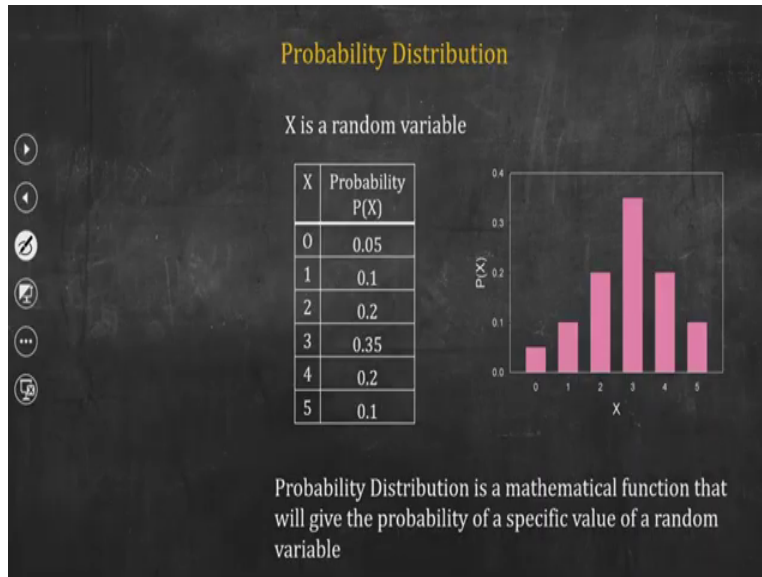 Probability Distribution
X is a random variable
X Probability
P(X)
0 0.05
1 0.1
2 0.2
3 0.35
4 0.2
5 0.1
0.4
0.3
0.2
0.1
0.0
P(X)
0 1 2 3 4 5
X
Probability Distribution is a mathematical function that
will give the probability of a specific value of a random
variable